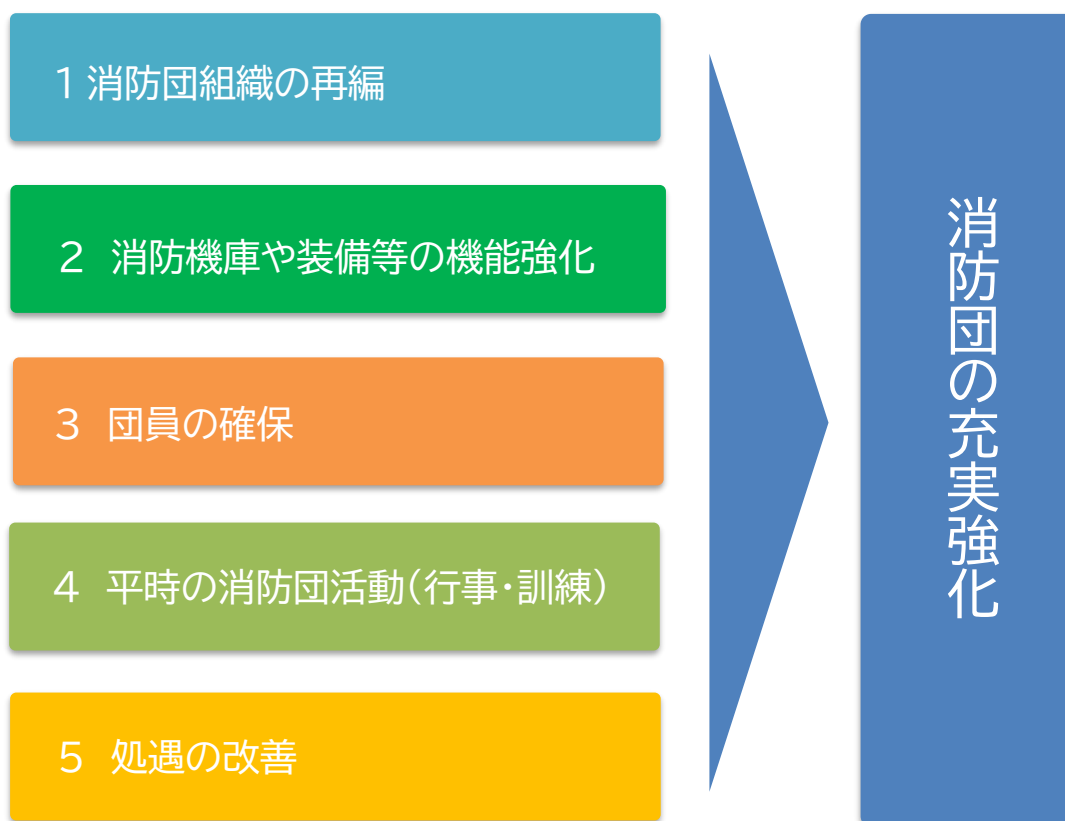 1 消防団組織の再編
2 消防機庫や装備等の機能強化
3 団員の確保
4 平時の消防団活動(行事・訓練)
5 処遇の改善
消防団の充実強化